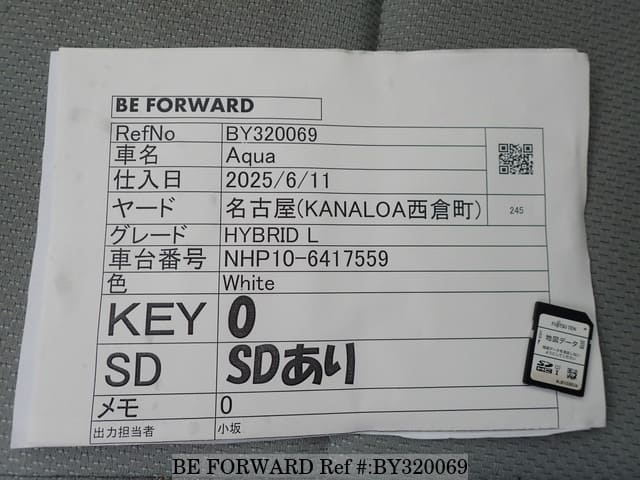 BE FORWARD
RefNo BY320069
車名 Aqua
仕入日 2025/6/11
ヤード 名古屋(KANALOA西倉町) 245
グレード HYBRID L
車台番号 NHP10-6417559
色 White
KEY 0
SD SDあり
メモ 0
出力担当者 小坂
FUJITSU TEN
地図データ
BE FORWARD Ref #:BY320069